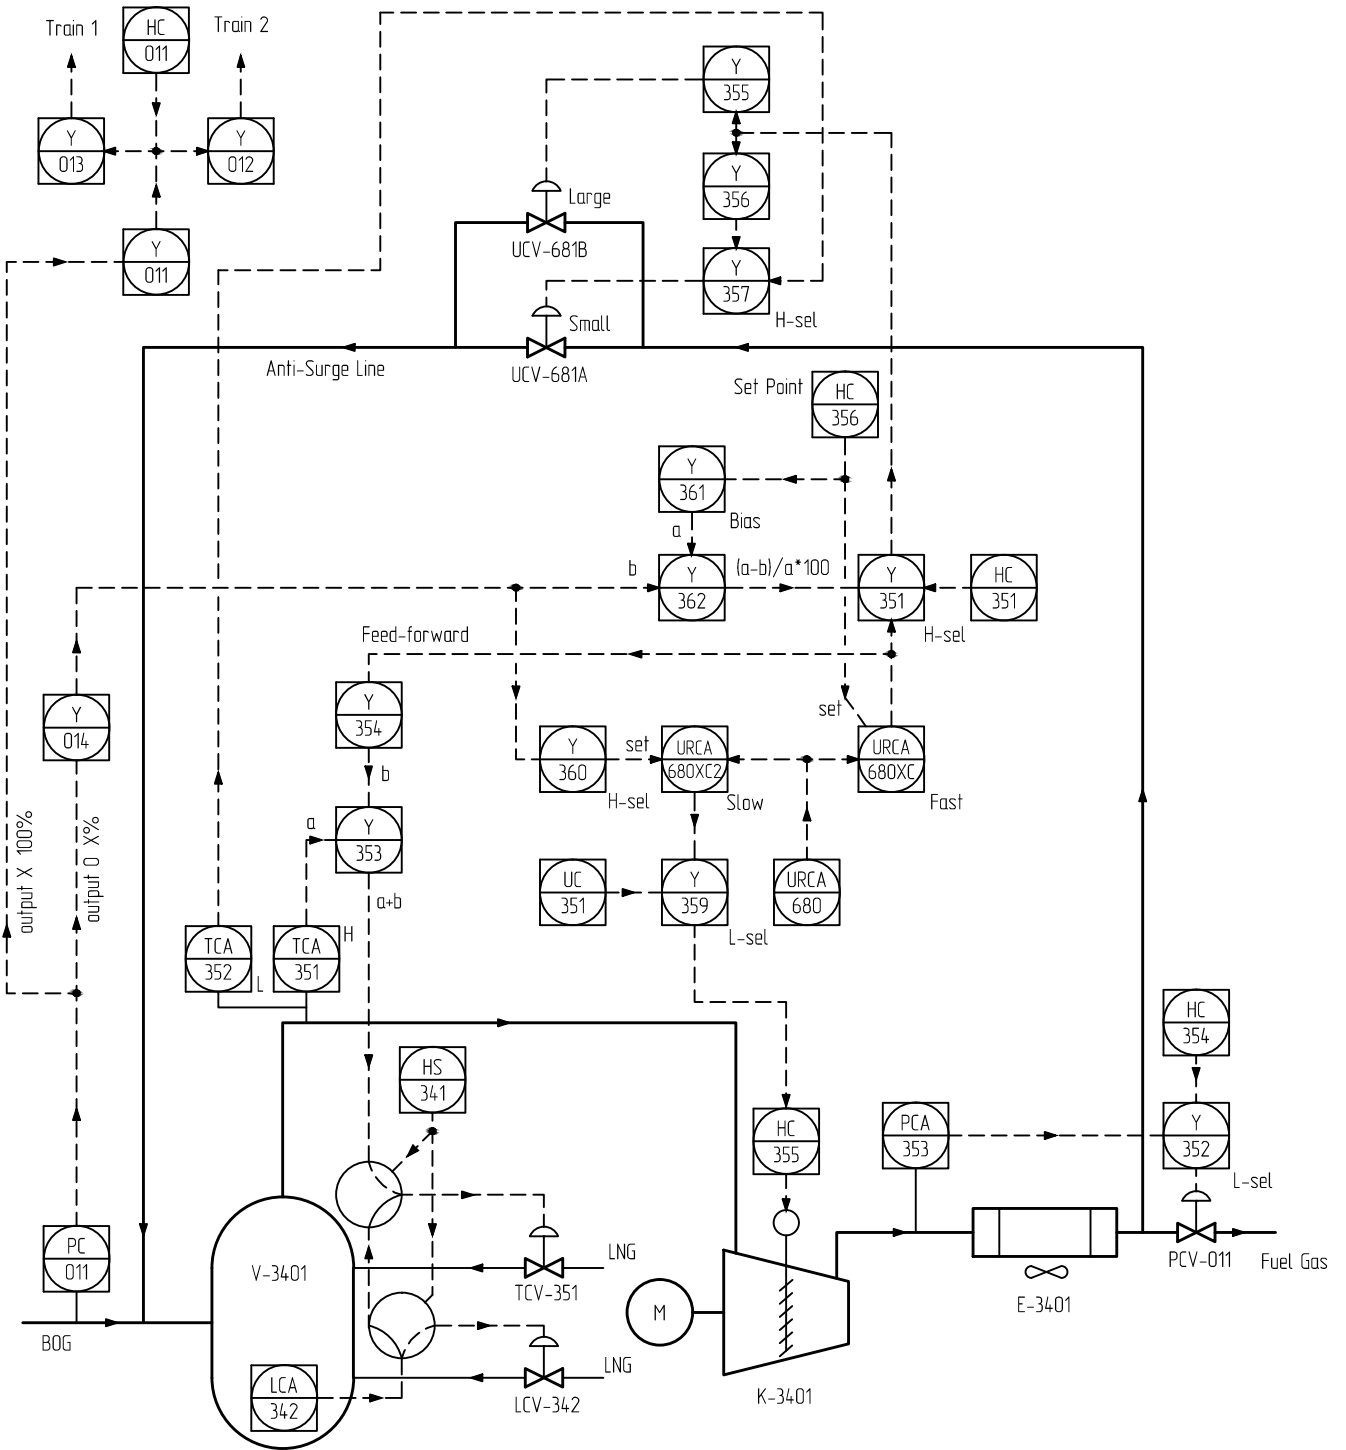 Train 1
HC
011
Train 2
Y
013
Y
012
Y
011
Y
355
Y
356
Y
357
H-sel
Large
UCV-681B
Small
UCV-681A
Anti-Surge Line
Set Point
HC
356
Y
361
Bias
a
b
Y
362
(a-b)/a*100
Y
351
H-sel
HC
351
Feed-forward
Y
354
b
a
Y
353
a+b
Y
014
output X 100%
output 0 X%
set
Y
360
H-sel
set
URCA
680XC2
Slow
URCA
680XC
Fast
UC
351
Y
359
L-sel
URCA
680
TCA
352
L
TCA
351
H
HS
341
HC
355
PCA
353
HC
354
Y
352
L-sel
PC
011
BOG
V-3401
LCA
342
LNG
TCV-351
LNG
LCV-342
M
K-3401
E-3401
PCV-011
Fuel Gas